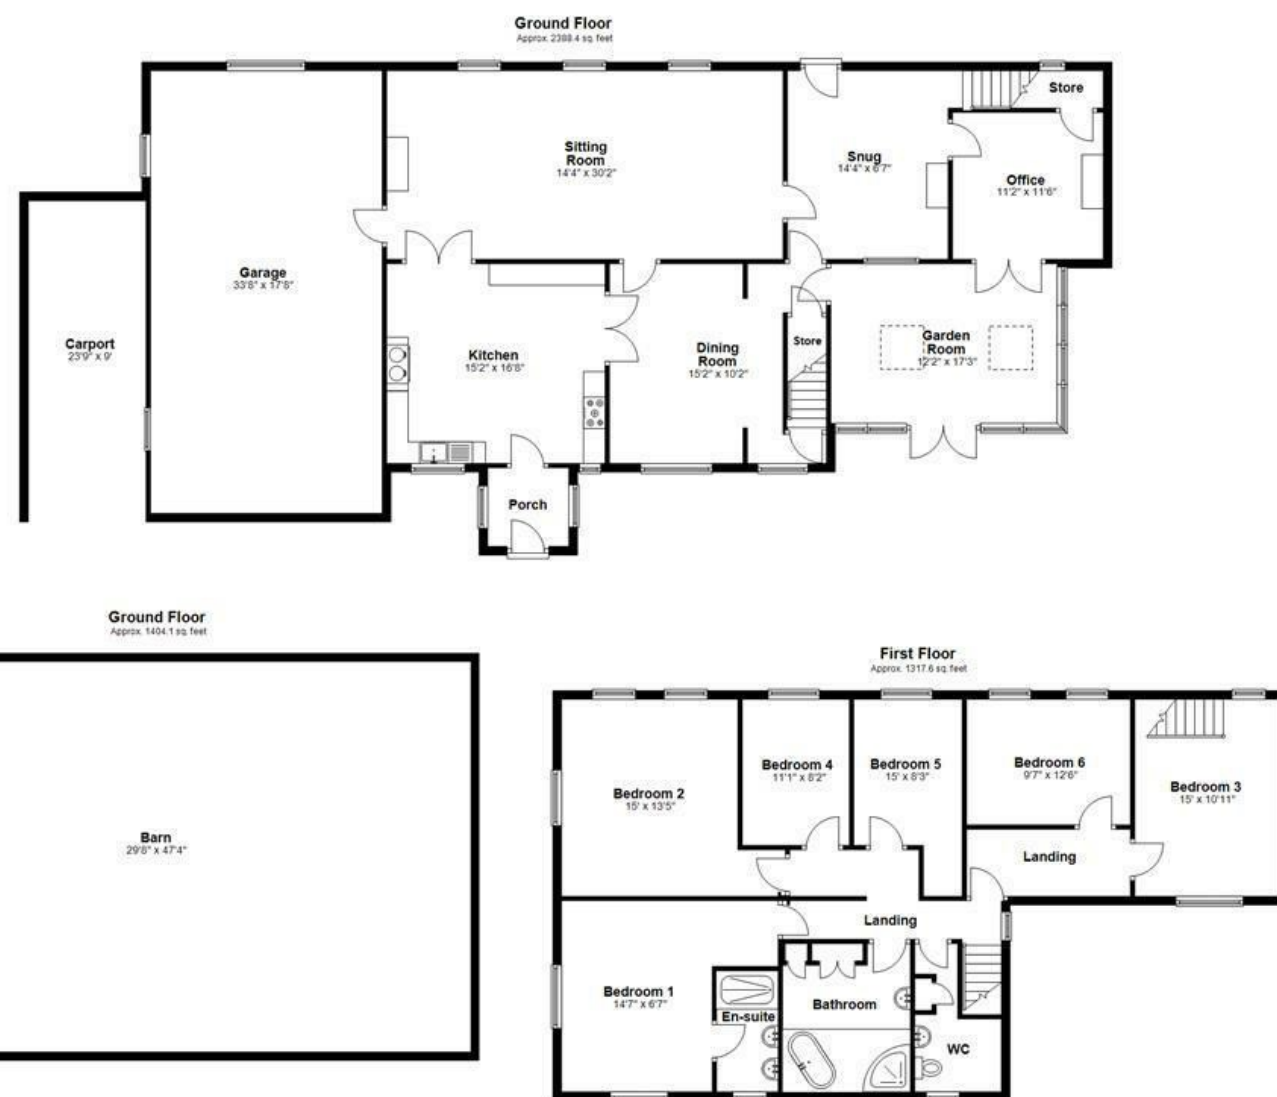 Ground Floor
Approx. 2388.4 sq. feet
Store
Sitting
Room
14'4" x 30'2"
Snug
14'4" x 6'7"
Office
11'2" x 11'6"
Garage
33'8" x 17'8"
Carport
23'9" x 9'
Kitchen
15'2" x 16'8"
Dining
Room
15'2" x 10'2"
Store
Garden
Room
12'2" x 17'3"
Porch
Ground Floor
Approx. 1404.1 sq. feet
Barn
29'8" x 47'4"
First Floor
Approx. 1317.6 sq. feet
Bedroom 2
15' x 13'5"
Bedroom 4
11'1" x 8'2"
Bedroom 5
15' x 8'3"
Bedroom 6
9'7" x 12'6"
Bedroom 3
15' x 10'11"
Landing
Landing
Bedroom 1
14'7" x 6'7"
En-suite
Bathroom
WC